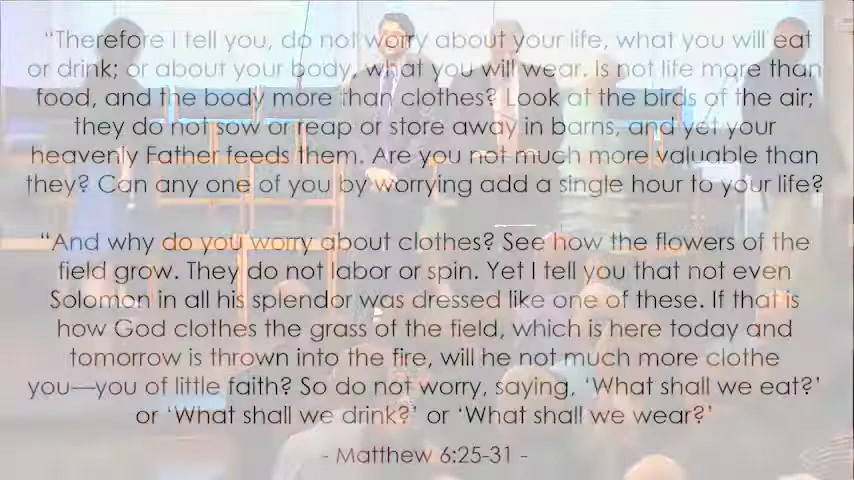 “Therefore I tell you, do not worry about your life, what you will eat
or drink; or about your body, what you will wear. Is not life more than
food, and the body more than clothes? Look at the birds of the air;
they do not sow or reap or store away in barns, and yet your
heavenly Father feeds them. Are you not much more valuable than
they? Can any one of you by worrying add a single hour to your life?
“And why do you worry about clothes? See how the flowers of the
field grow. They do not labor or spin. Yet I tell you that not even
Solomon in all his splendor was dressed like one of these. If that is
how God clothes the grass of the field, which is here today and
tomorrow is thrown into the fire, will he not much more clothe
you—you of little faith? So do not worry, saying, ‘What shall we eat?’
or ‘What shall we drink?’ or ‘What shall we wear?’
- Matthew 6:25-31 -